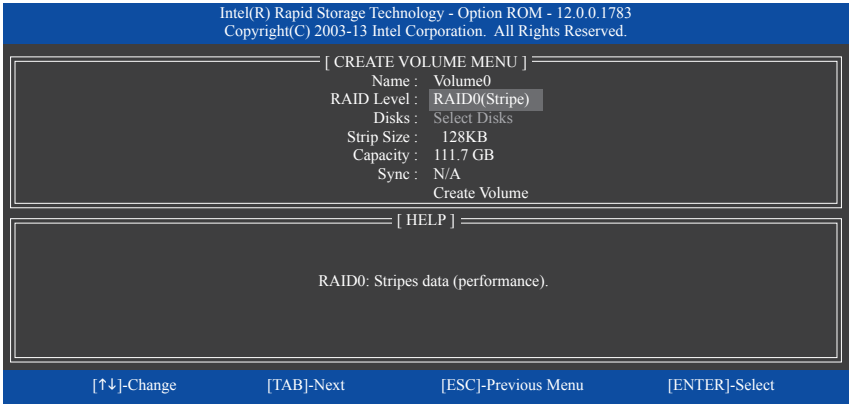 Intel(R) Rapid Storage Technology - Option ROM - 12.0.0.1783
Copyright(C) 2003-13 Intel Corporation. All Rights Reserved.
[ CREATE VOLUME MENU ]
Name : Volume0
RAID Level : RAID0(Stripe)
Disks : Select Disks
Strip Size : 128KB
Capacity : 111.7 GB
Sync : N/A
Create Volume
[ HELP ]
RAID0: Stripes data (performance).
[↑↓]-Change [TAB]-Next [ESC]-Previous Menu [ENTER]-Select